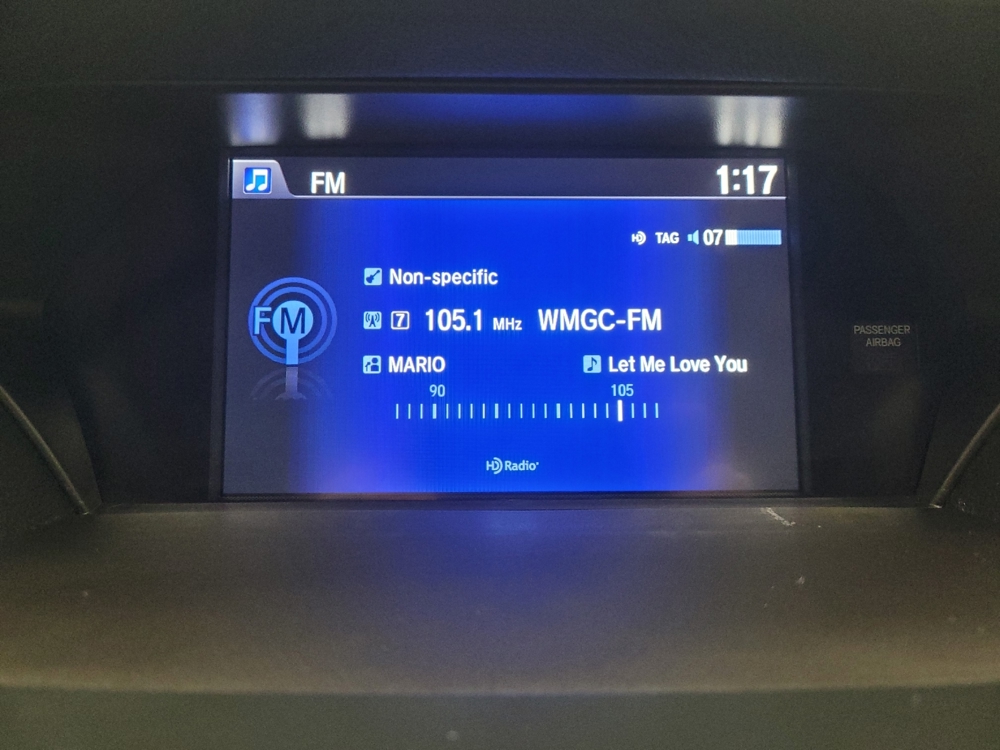 FM 1:17
TAG 07
Non-specific
FM 7 105.1 MHz WMGC-FM
MARIO Let Me Love You
90 105
HD Radio
PASSENGER
AIRBAG